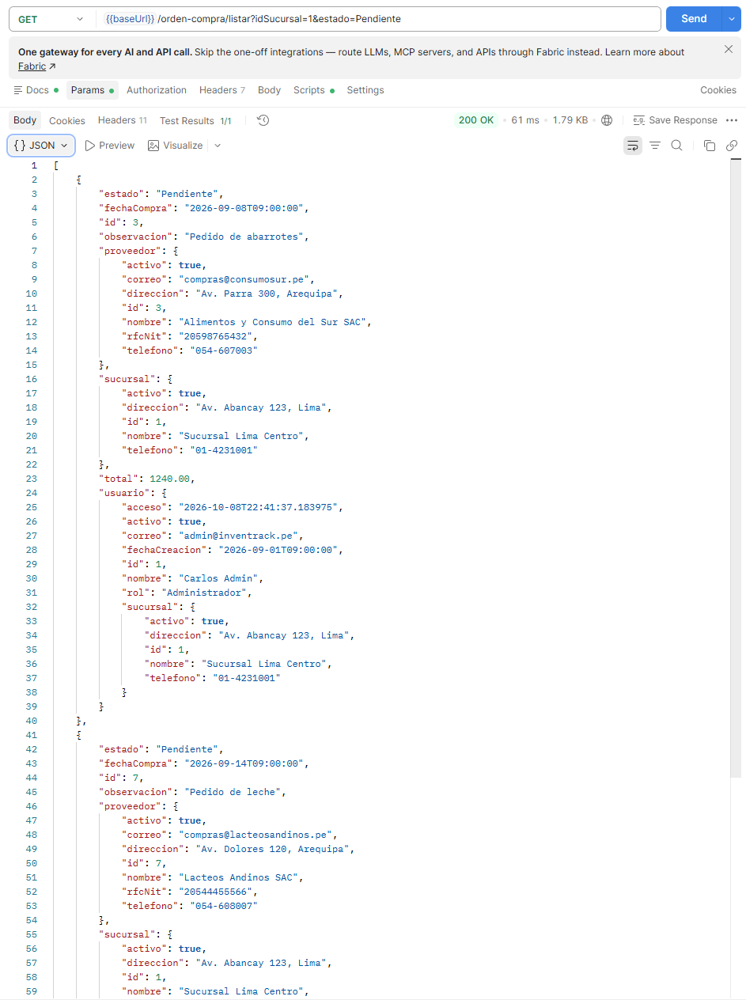 GET {{baseUrl}} /orden-compra/listar?idSucursal=1&estado=Pendiente Send
One gateway for every AI and API call. Skip the one-off integrations — route LLMs, MCP servers, and APIs through Fabric instead. Learn more about
Fabric ↗
Docs Params Authorization Headers 7 Body Scripts Settings Cookies
Body Cookies Headers 11 Test Results 1/1 200 OK 61 ms 1.79 KB e.g. Save Response
{} JSON Preview Visualize
1 [
2 {
3 "estado": "Pendiente",
4 "fechaCompra": "2026-09-08T09:00:00",
5 "id": 3,
6 "observacion": "Pedido de abarrotes",
7 "proveedor": {
8 "activo": true,
9 "correo": "compras@consumosur.pe",
10 "direccion": "Av. Parra 300, Arequipa",
11 "id": 3,
12 "nombre": "Alimentos y Consumo del Sur SAC",
13 "rfcNit": "20598765432",
14 "telefono": "054-607003"
15 },
16 "sucursal": {
17 "activo": true,
18 "direccion": "Av. Abancay 123, Lima",
19 "id": 1,
20 "nombre": "Sucursal Lima Centro",
21 "telefono": "01-4231001"
22 },
23 "total": 1240.00,
24 "usuario": {
25 "acceso": "2026-10-08T22:41:37.183975",
26 "activo": true,
27 "correo": "admin@inventrack.pe",
28 "fechaCreacion": "2026-09-01T09:00:00",
29 "id": 1,
30 "nombre": "Carlos Admin",
31 "rol": "Administrador",
32 "sucursal": {
33 "activo": true,
34 "direccion": "Av. Abancay 123, Lima",
35 "id": 1,
36 "nombre": "Sucursal Lima Centro",
37 "telefono": "01-4231001"
38 }
39 }
40 },
41 {
42 "estado": "Pendiente",
43 "fechaCompra": "2026-09-14T09:00:00",
44 "id": 7,
45 "observacion": "Pedido de leche",
46 "proveedor": {
47 "activo": true,
48 "correo": "compras@lacteosandinos.pe",
49 "direccion": "Av. Dolores 120, Arequipa",
50 "id": 7,
51 "nombre": "Lacteos Andinos SAC",
52 "rfcNit": "20544455566",
53 "telefono": "054-608007"
54 },
55 "sucursal": {
56 "activo": true,
57 "direccion": "Av. Abancay 123, Lima",
58 "id": 1,
59 "nombre": "Sucursal Lima Centro",